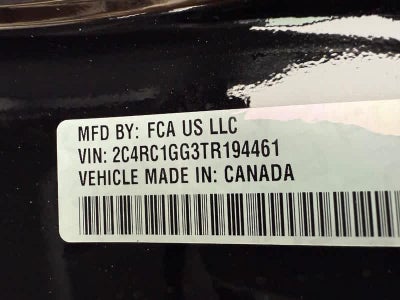 MFD BY: FCA US LLC
VIN: 2C4RC1GG3TR194461
VEHICLE MADE IN: CANADA